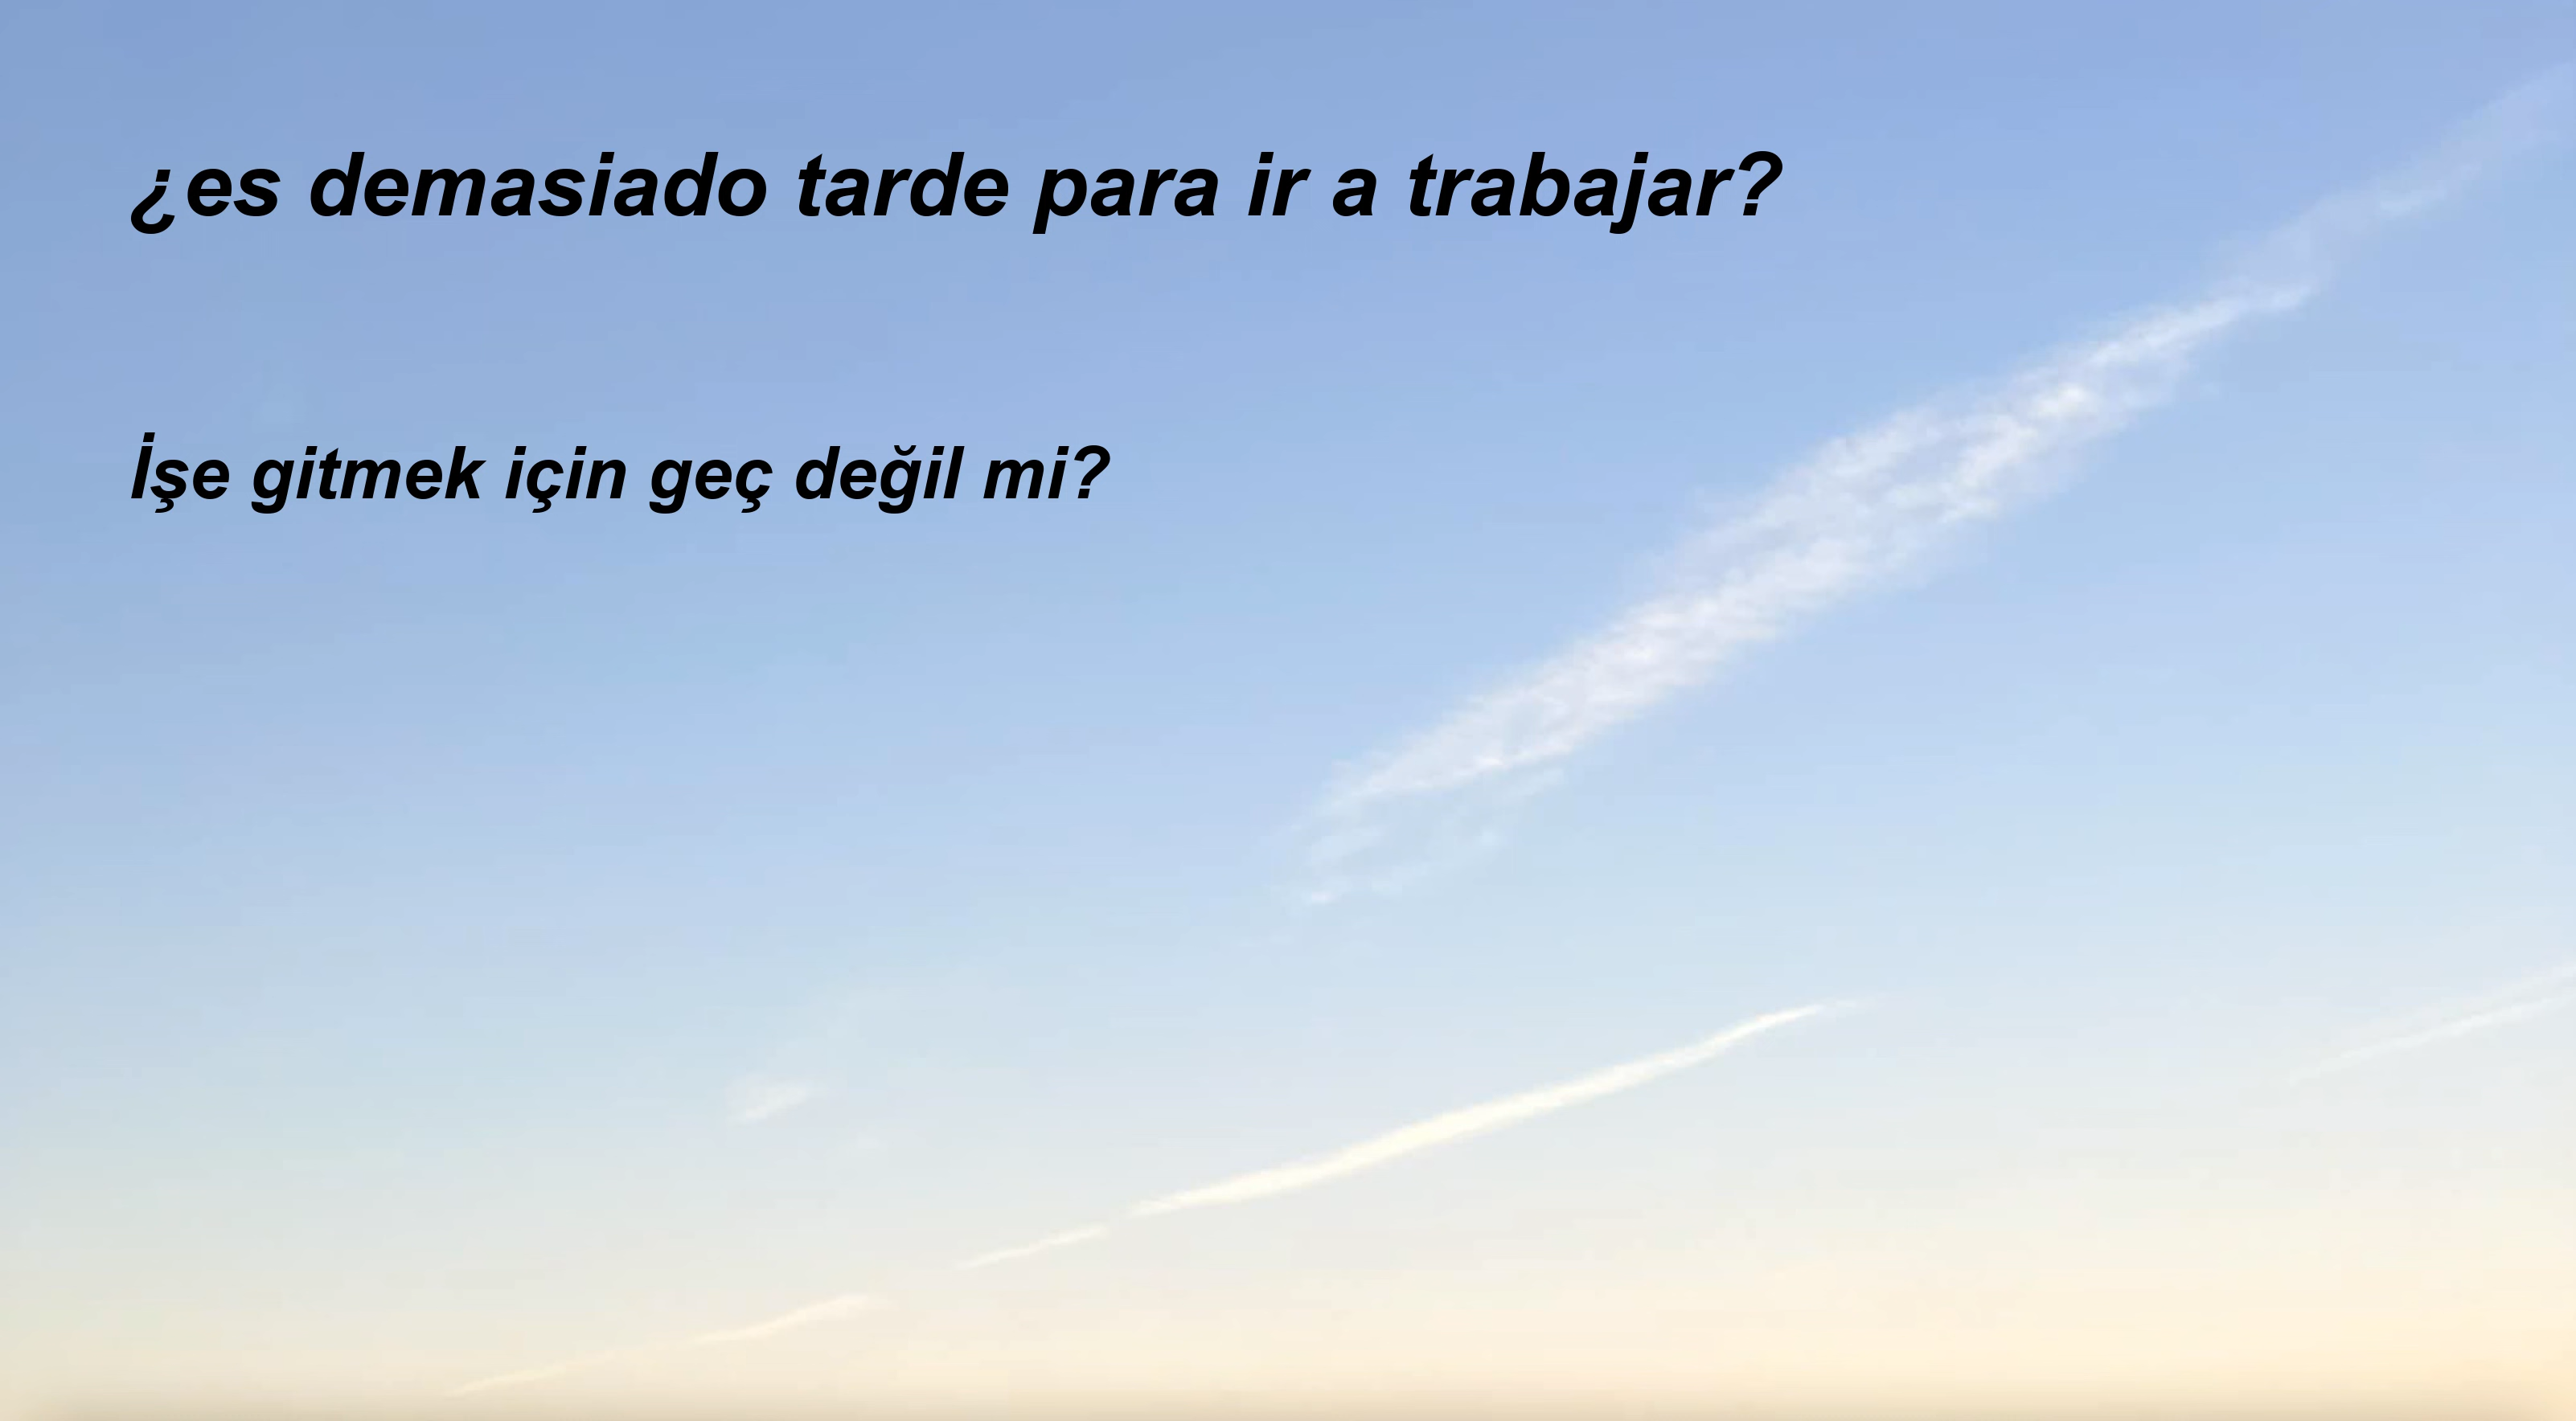 ¿es demasiado tarde para ir a trabajar?
İşe gitmek için geç değil mi?